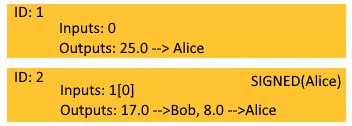 ID: 1
Inputs: 0
Outputs: 25.0 --> Alice
ID: 2
Inputs: 1[0] SIGNED(Alice)
Outputs: 17.0 -->Bob, 8.0 -->Alice